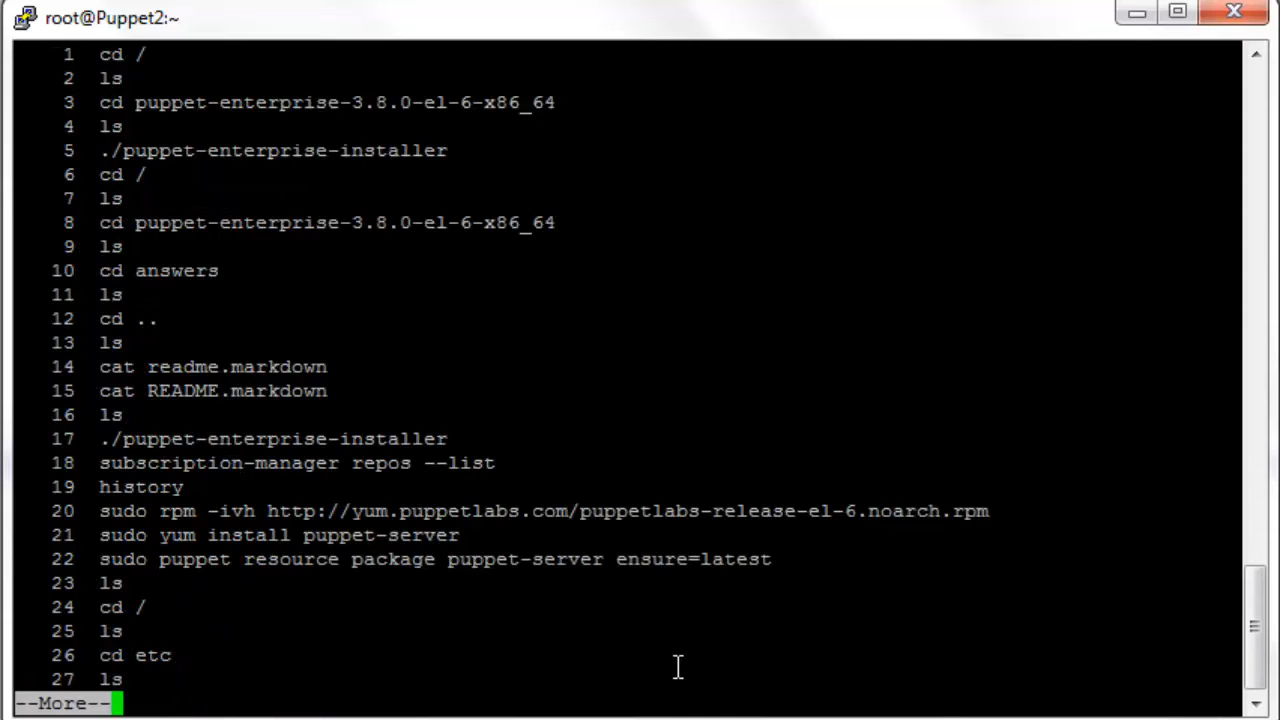 root@Puppet2:~
1 cd /
2 ls
3 cd puppet-enterprise-3.8.0-el-6-x86_64
4 ls
5 ./puppet-enterprise-installer
6 cd /
7 ls
8 cd puppet-enterprise-3.8.0-el-6-x86_64
9 ls
10 cd answers
11 ls
12 cd ..
13 ls
14 cat readme.markdown
15 cat README.markdown
16 ls
17 ./puppet-enterprise-installer
18 subscription-manager repos --list
19 history
20 sudo rpm -ivh http://yum.puppetlabs.com/puppetlabs-release-el-6.noarch.rpm
21 sudo yum install puppet-server
22 sudo puppet resource package puppet-server ensure=latest
23 ls
24 cd /
25 ls
26 cd etc
27 ls
--More--